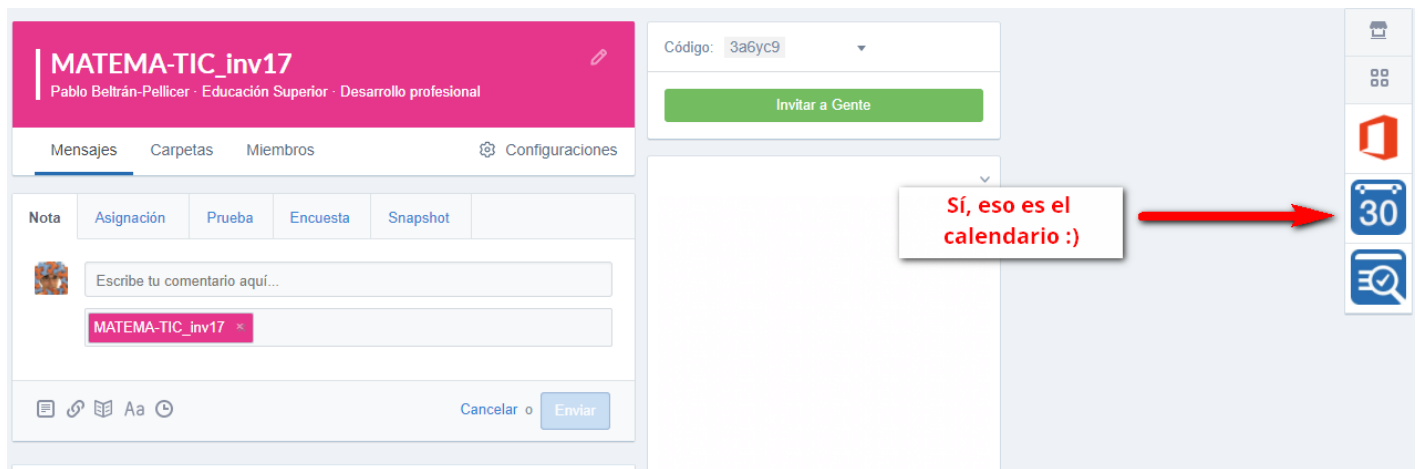 MATEMA-TIC_inv17
Pablo Beltrán-Pellicer · Educación Superior · Desarrollo profesional
Mensajes Carpetas Miembros Configuraciones
Nota Asignación Prueba Encuesta Snapshot
Escribe tu comentario aquí...
MATEMA-TIC_inv17 ×
Aa
Cancelar o Enviar
Código: 3a6yc9
Invitar a Gente
Sí, eso es el
calendario :)
30